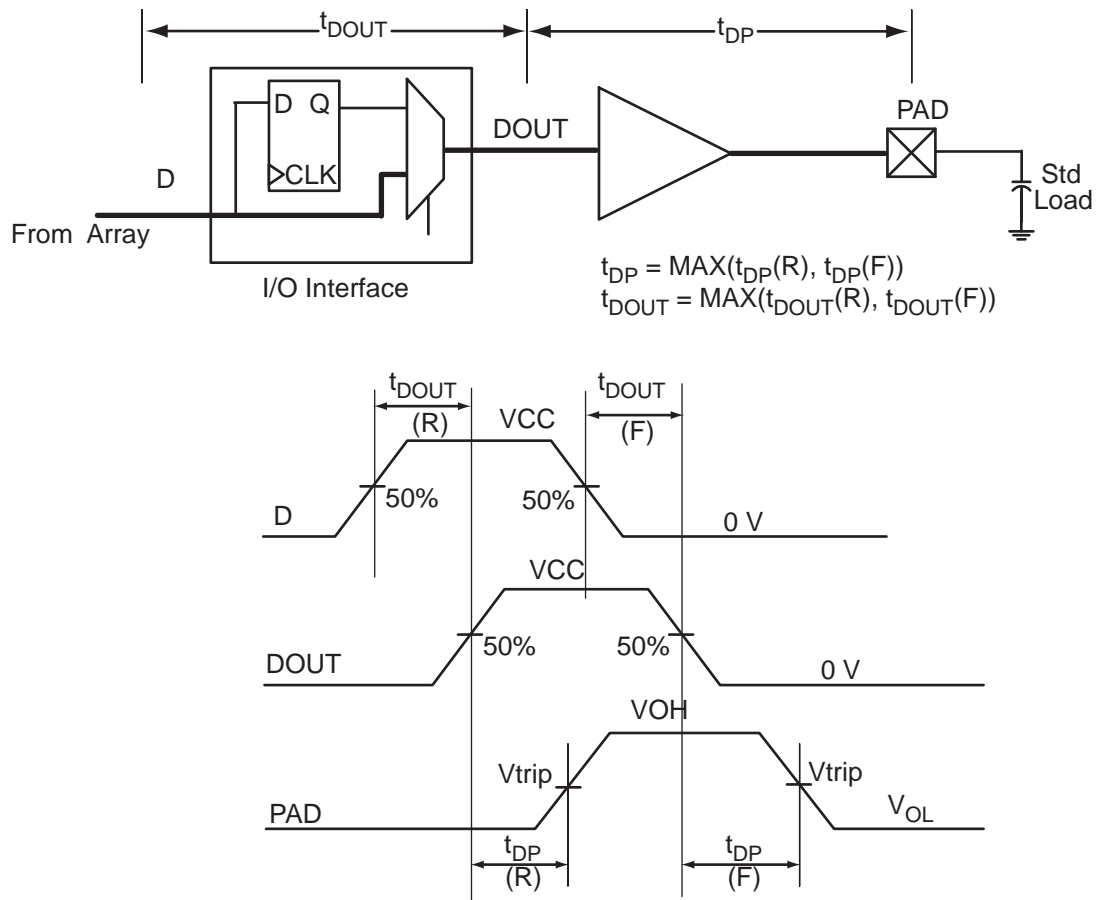 tDOUT
tDP
D Q
CLK
D
From Array
I/O Interface
DOUT
PAD
Std
Load
tDP = MAX(tDP(R), tDP(F))
tDOUT = MAX(tDOUT(R), tDOUT(F))
tDOUT
(R)
VCC
tDOUT
(F)
50%
50%
D
0 V
VCC
50%
50%
DOUT
0 V
VOH
Vtrip
Vtrip
PAD
VOL
tDP
(R)
tDP
(F)